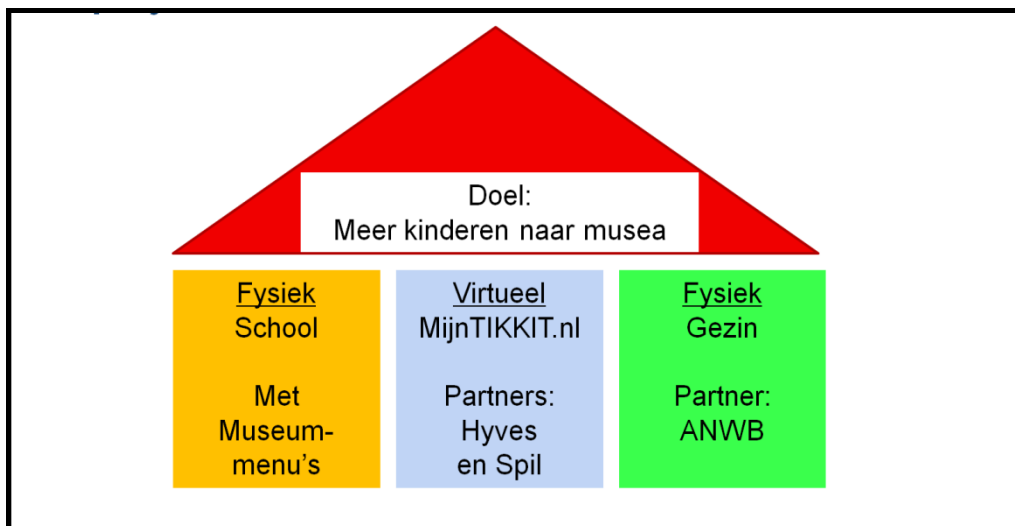 Doel:
Meer kinderen naar musea
Fysiek
School
Met
Museum-
menu's
Virtueel
MijnTIKKIT.nl
Partners:
Hyves
en Spil
Fysiek
Gezin
Partner:
ANWB